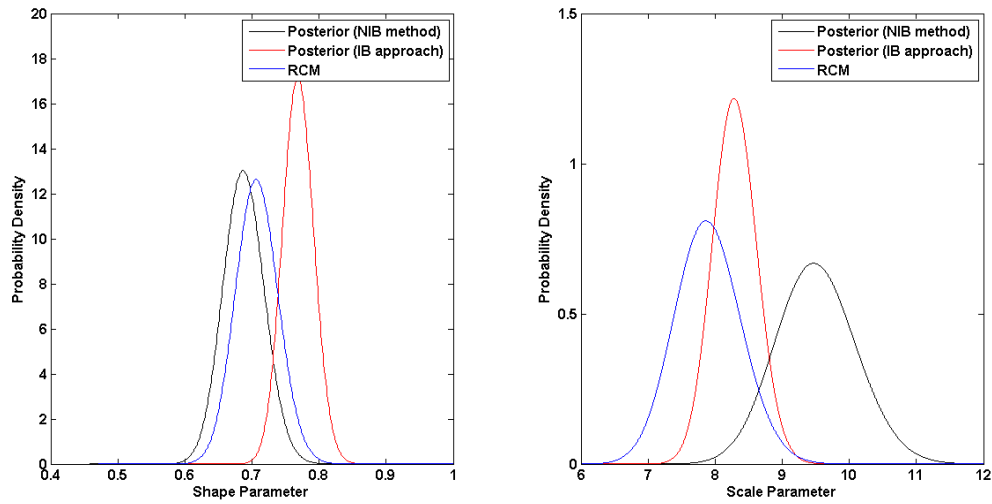 20
18
16
14
12
10
8
6
4
2
0
Probability Density
Posterior (NIB method)
Posterior (IB approach)
RCM
0.4 0.5 0.6 0.7 0.8 0.9 1
Shape Parameter
1.5
1
0.5
0
Probability Density
Posterior (NIB method)
Posterior (IB approach)
RCM
6 7 8 9 10 11 12
Scale Parameter